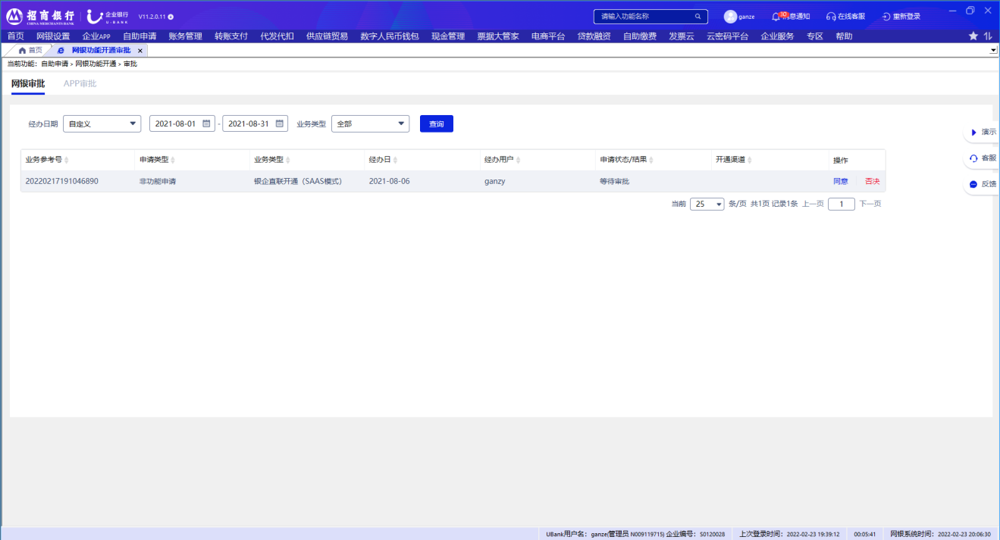 招商银行 CHINA MERCHANTS BANK 企业银行 U-BANK V11.2.0.11 请输入功能名称 ganze 30 消息通知 在线客服 重新登录
首页 网银设置 企业APP 自助申请 账务管理 转账支付 代发代扣 供应链贸易 数字人民币钱包 现金管理 票据大管家 电商平台 贷款融资 自助缴费 发票云 云密码平台 企业服务 专区 帮助
首页 网银功能开通审批 ×
当前功能：自助申请 > 网银功能开通 > 审批
网银审批 APP审批
经办日期 自定义 2021-08-01 - 2021-08-31 业务类型 全部 查询
演示
业务参考号 申请类型 业务类型 经办日 经办用户 申请状态/结果 开通渠道 操作
客服
20220217191046890 非功能申请 银企直联开通（SAAS模式） 2021-08-06 ganzy 等待审批 同意 否决
反馈
当前 25 条/页 共1页 记录1条 上一页 1 下一页
UBank用户名：ganze(管理员 N009119715) 企业编号：S0120028 上次登录时间：2022-02-23 19:39:12 00:05:41 网银系统时间：2022-02-23 20:06:30